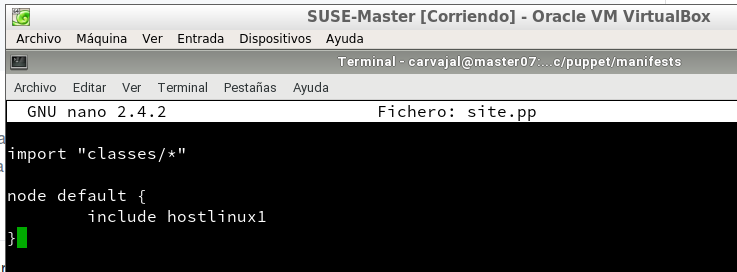 SUSE-Master [Corriendo] - Oracle VM VirtualBox
Archivo Máquina Ver Entrada Dispositivos Ayuda
Terminal - carvajal@master07:...c/puppet/manifests
Archivo Editar Ver Terminal Pestañas Ayuda
GNU nano 2.4.2 Fichero: site.pp
import "classes/*"
node default {
include hostlinux1
}